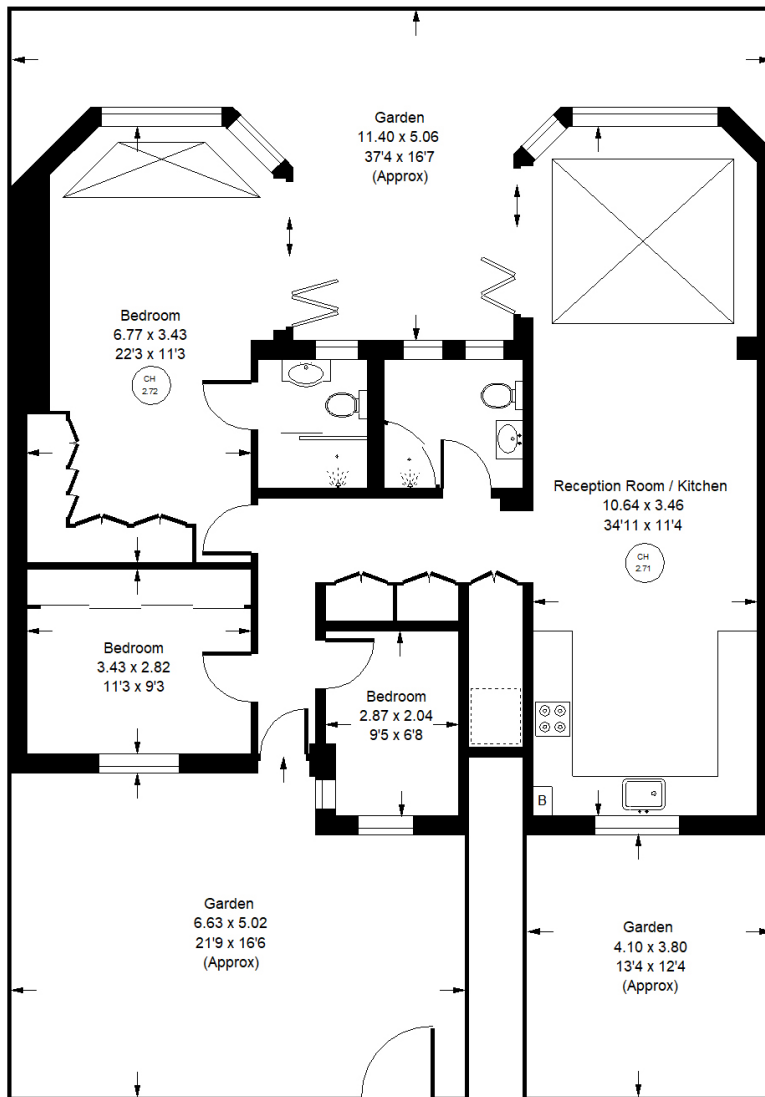 Garden
11.40 x 5.06
37'4 x 16'7
(Approx)
Bedroom
6.77 x 3.43
22'3 x 11'3
CH
2.72
Reception Room / Kitchen
10.64 x 3.46
34'11 x 11'4
CH
2.71
Bedroom
3.43 x 2.82
11'3 x 9'3
Bedroom
2.87 x 2.04
9'5 x 6'8
B
Garden
6.63 x 5.02
21'9 x 16'6
(Approx)
Garden
4.10 x 3.80
13'4 x 12'4
(Approx)